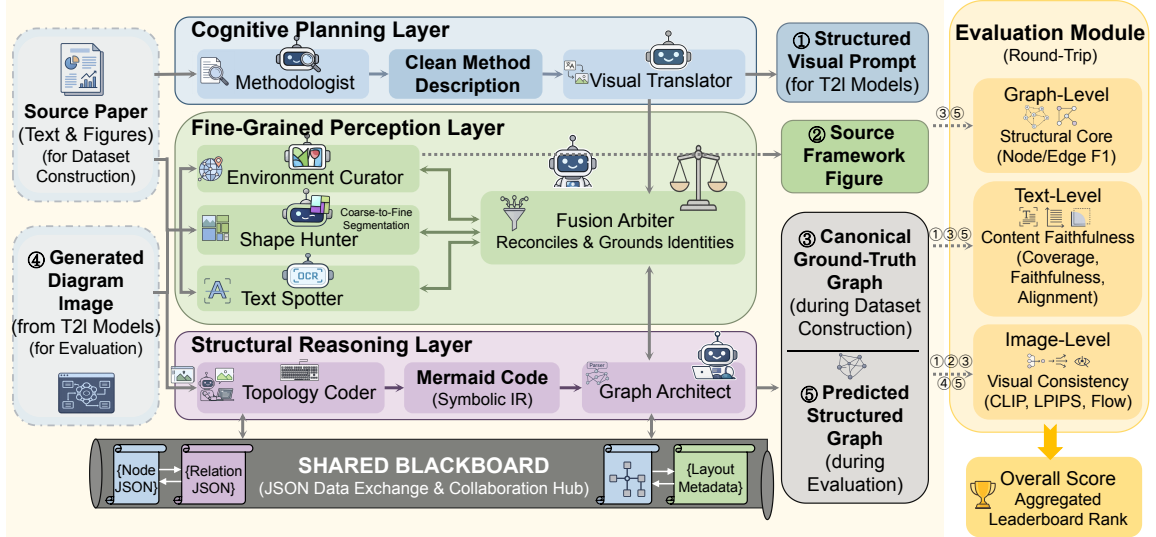 Source Paper
(Text & Figures)
(for Dataset
Construction)
④ Generated
Diagram
Image
(from T2I Models)
(for Evaluation)
Cognitive Planning Layer
Methodologist
Clean Method
Description
Visual Translator
Fine-Grained Perception Layer
Environment Curator
Coarse-to-Fine
Segmentation
Shape Hunter
OCR
Text Spotter
Fusion Arbiter
Reconciles & Grounds Identities
Structural Reasoning Layer
Topology Coder
Mermaid Code
(Symbolic IR)
Parser
Graph Architect
{Node
JSON}
{Relation
JSON}
SHARED BLACKBOARD
(JSON Data Exchange & Collaboration Hub)
{Layout
Metadata}
① Structured
Visual Prompt
(for T2I Models)
② Source
Framework
Figure
③ Canonical
Ground-Truth
Graph
(during Dataset
Construction)
⑤ Predicted
Structured
Graph
(during
Evaluation)
③⑤
①③⑤
①②③
④⑤
Evaluation Module
(Round-Trip)
Graph-Level
Structural Core
(Node/Edge F1)
Text-Level
Content Faithfulness
(Coverage,
Faithfulness,
Alignment)
Image-Level
Visual Consistency
(CLIP, LPIPS, Flow)
Overall Score
Aggregated
Leaderboard Rank